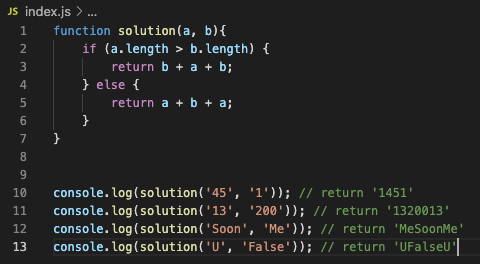 JS index.js > ...
1 function solution(a, b){
2     if (a.length > b.length) {
3         return b + a + b;
4     } else {
5         return a + b + a;
6     }
7 }
8
9
10 console.log(solution('45', '1')); // return '1451'
11 console.log(solution('13', '200')); // return '1320013'
12 console.log(solution('Soon', 'Me')); // return 'MeSoonMe'
13 console.log(solution('U', 'False')); // return 'UFalseU'